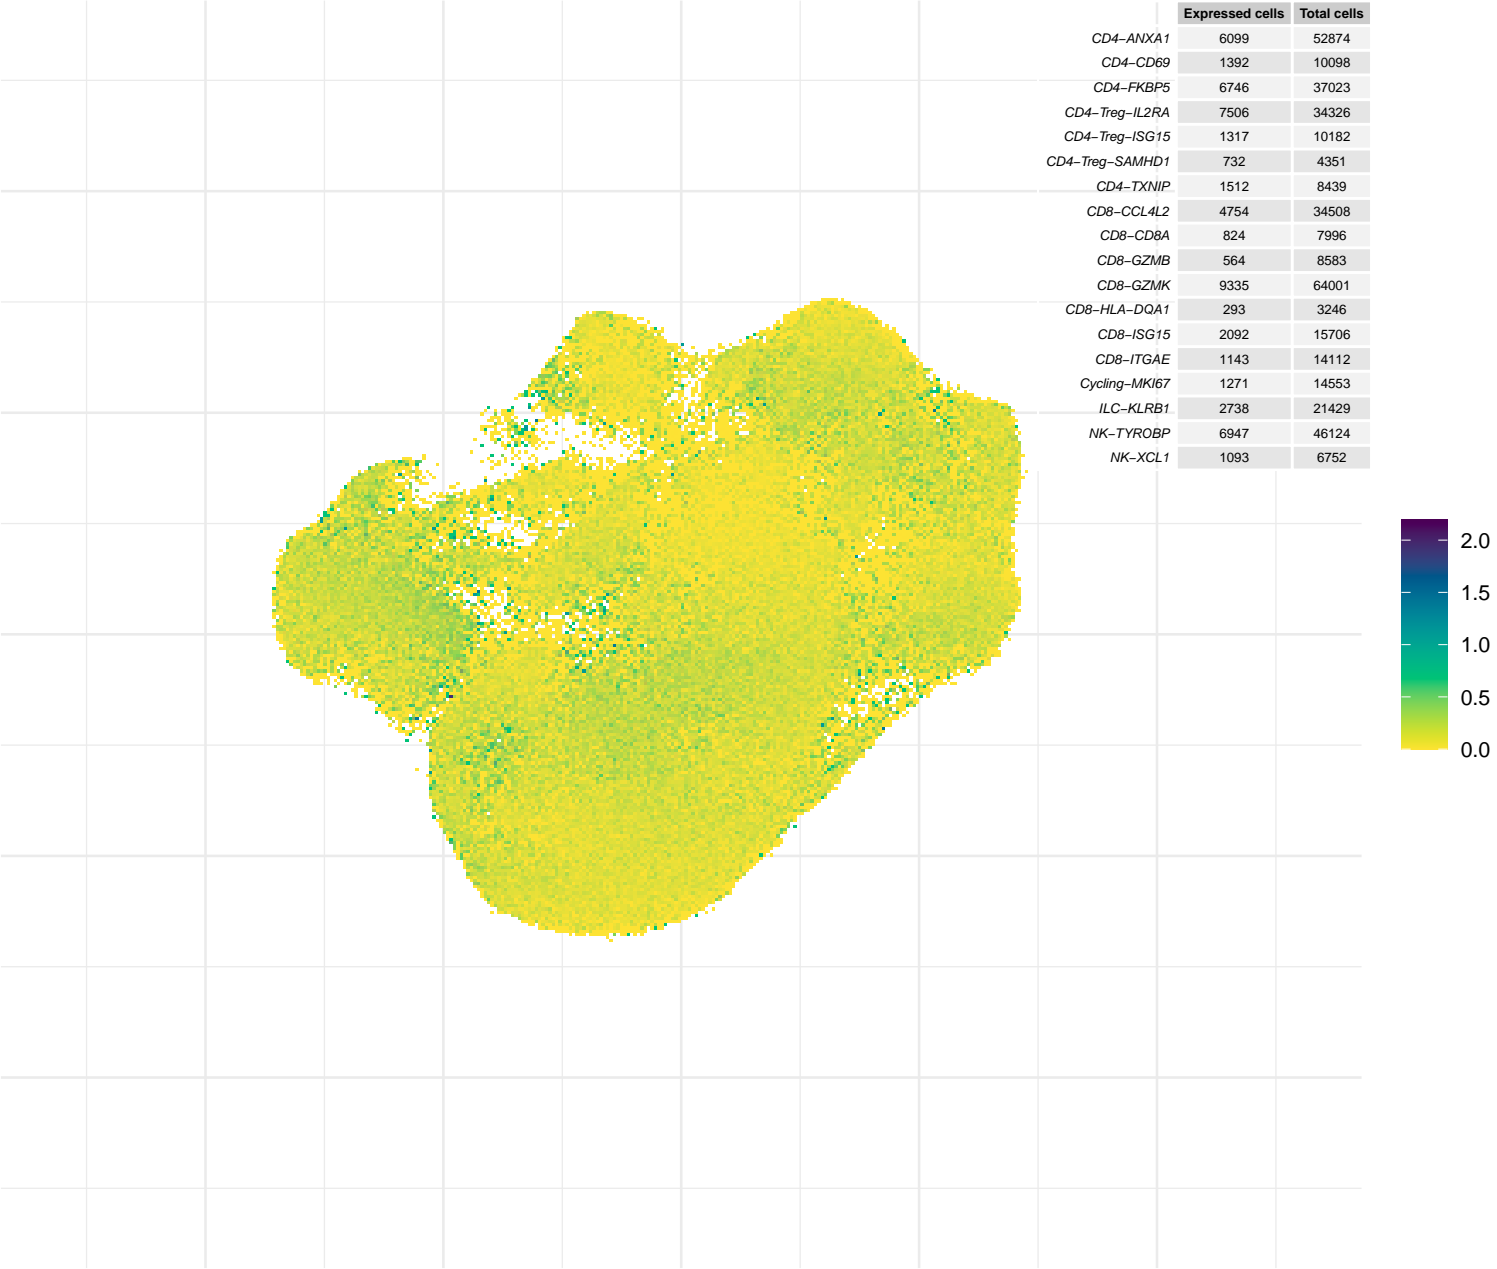 Expressed cells Total cells
CD4−ANXA1 6099 52874
CD4−CD69 1392 10098
CD4−FKBP5 6746 37023
CD4−Treg−IL2RA 7506 34326
CD4−Treg−ISG15 1317 10182
CD4−Treg−SAMHD1 732 4351
CD4−TXNIP 1512 8439
CD8−CCL4L2 4754 34508
CD8−CD8A 824 7996
CD8−GZMB 564 8583
CD8−GZMK 9335 64001
CD8−HLA−DQA1 293 3246
CD8−ISG15 2092 15706
CD8−ITGAE 1143 14112
Cycling−MKI67 1271 14553
ILC−KLRB1 2738 21429
NK−TYROBP 6947 46124
NK−XCL1 1093 6752
2.0
1.5
1.0
0.5
0.0